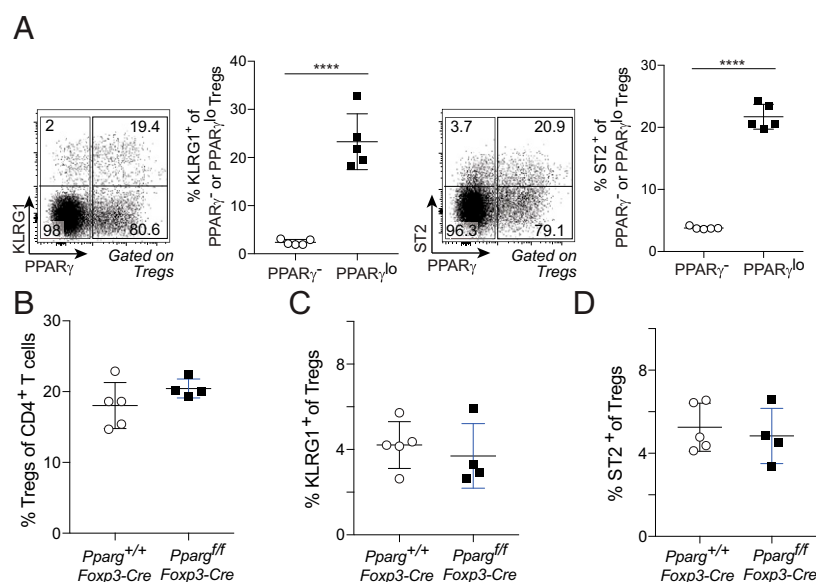 A
2
19.4
98
80.6
KLRG1
PPARγ
Gated on
Tregs
% KLRG1+ of
PPARγ- or PPARγlo Tregs
40
30
20
10
0
****
PPARγ-
PPARγlo
3.7
20.9
96.3
79.1
ST2
PPARγ
Gated on
Tregs
% ST2+ of
PPARγ- or PPARγlo Tregs
30
20
10
0
****
PPARγ-
PPARγlo
B
% Tregs of CD4+ T cells
30
20
10
0
Pparg+/+
Foxp3-Cre
Ppargf/f
Foxp3-Cre
C
% KLRG1+ of Tregs
8
4
0
Pparg+/+
Foxp3-Cre
Ppargf/f
Foxp3-Cre
D
% ST2 + of Tregs
8
4
0
Pparg+/+
Foxp3-Cre
Ppargf/f
Foxp3-Cre